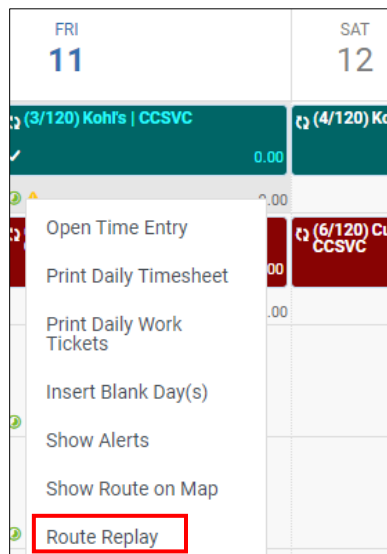 FRI
SAT
11
12
(3/120) Kohl's | CCSVC
(4/120)
0.00
0.00
Open Time Entry
(6/120)
CCSVC
00
Print Daily Timesheet
.00
Print Daily Work
Tickets
Insert Blank Day(s)
Show Alerts
Show Route on Map
Route Replay